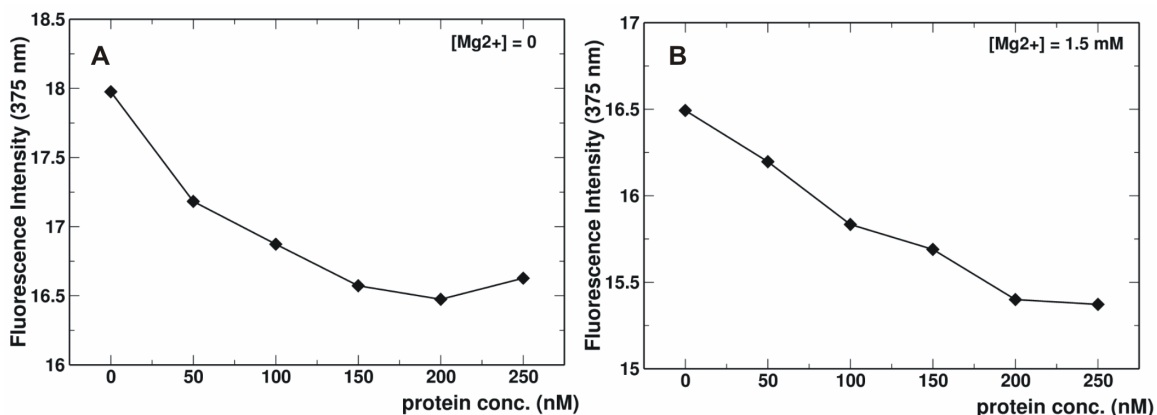 A
[Mg2+] = 0
Fluorescence Intensity (375 nm)
18.5
18
17.5
17
16.5
16
0 50 100 150 200 250
protein conc. (nM)
B
[Mg2+] = 1.5 mM
Fluorescence Intensity (375 nm)
17
16.5
16
15.5
15
0 50 100 150 200 250
protein conc. (nM)